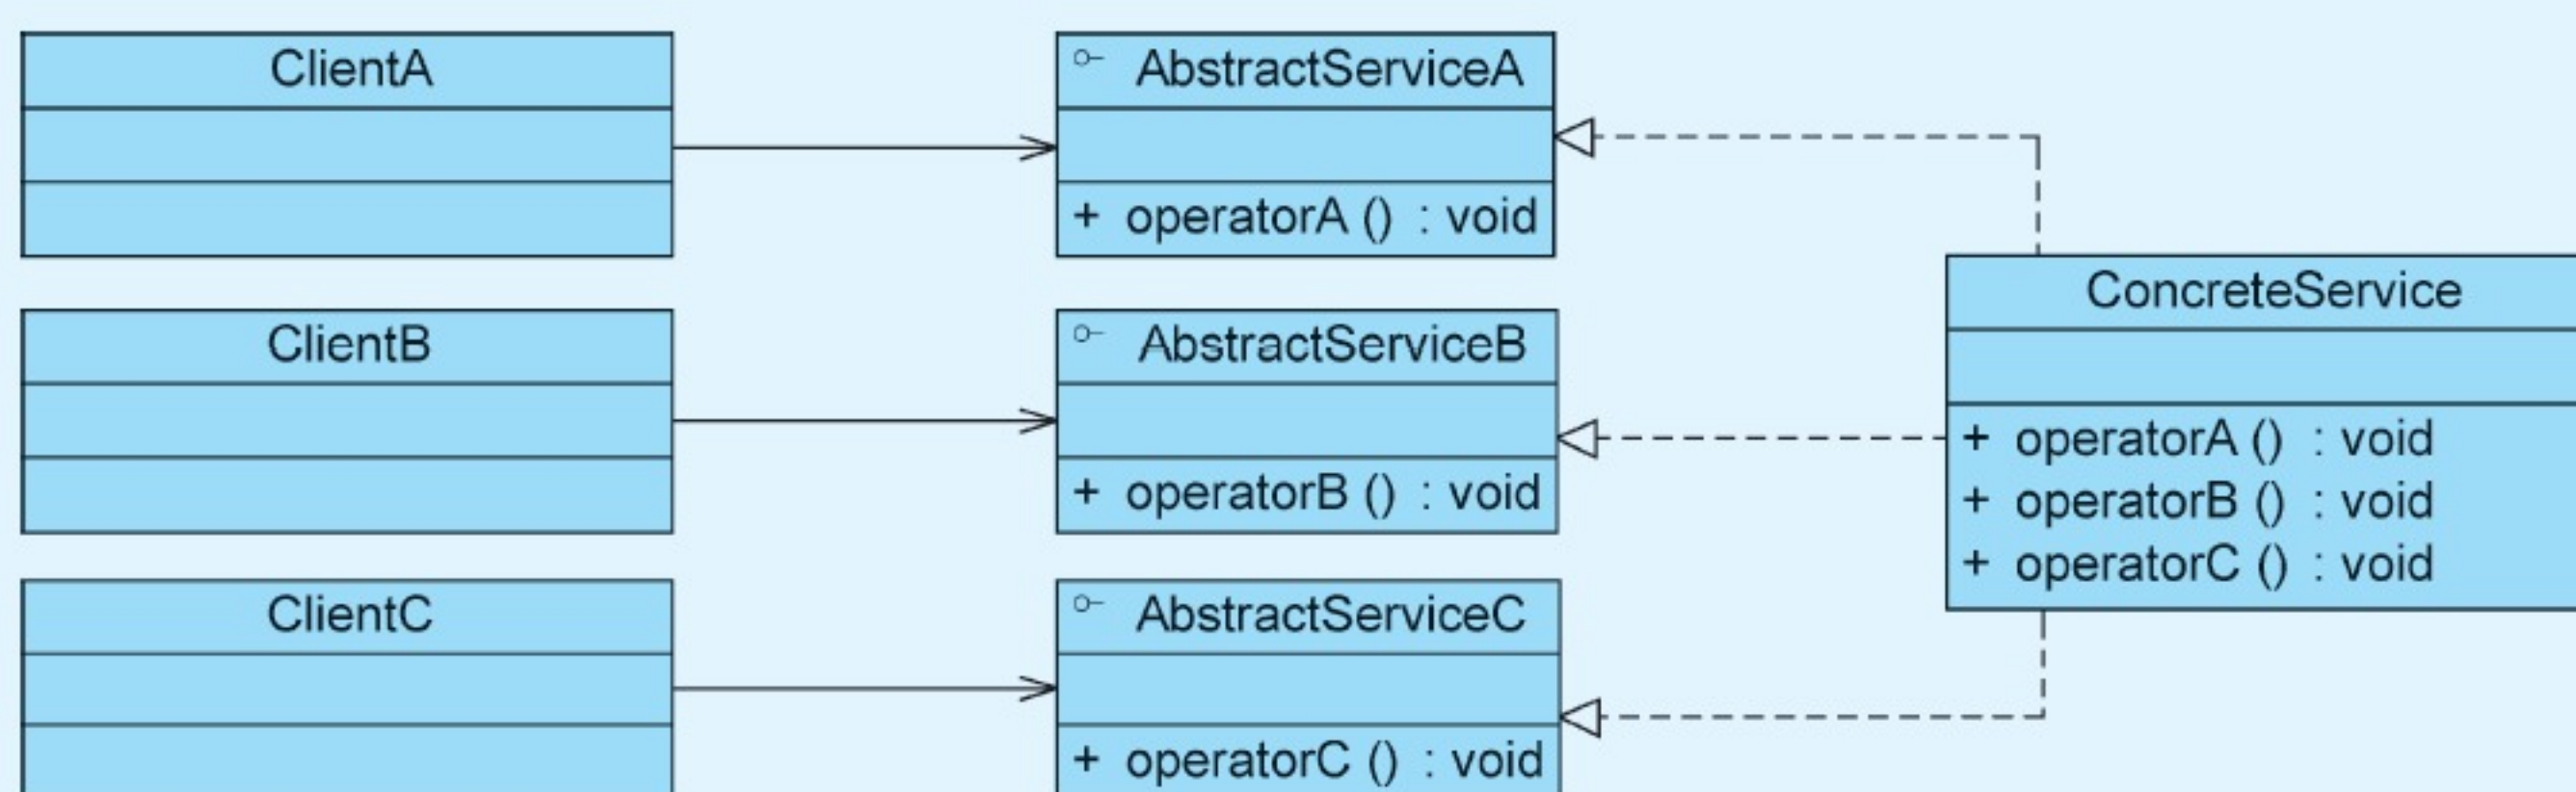 ClientA
AbstractServiceA
+ operatorA () : void
ClientB
AbstractServiceB
+ operatorB () : void
ClientC
AbstractServiceC
+ operatorC () : void
ConcreteService
+ operatorA () : void
+ operatorB () : void
+ operatorC () : void